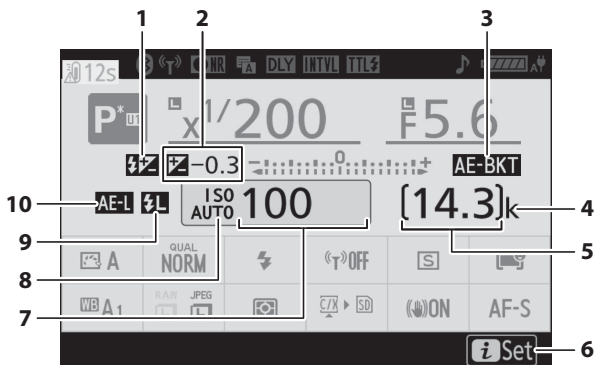 1 2 3
12s NR DLY INTVL TTL
P* U1 L x1/200 L F5.6
−0.3 − 0 + AE-BKT
10 AE-L L ISO AUTO 100 [14.3]k 4
9 8 7 5
A QUAL NORM OFF S
WB A1 RAW L JPEG L C/X ▸ SD ON AF-S
i Set 6